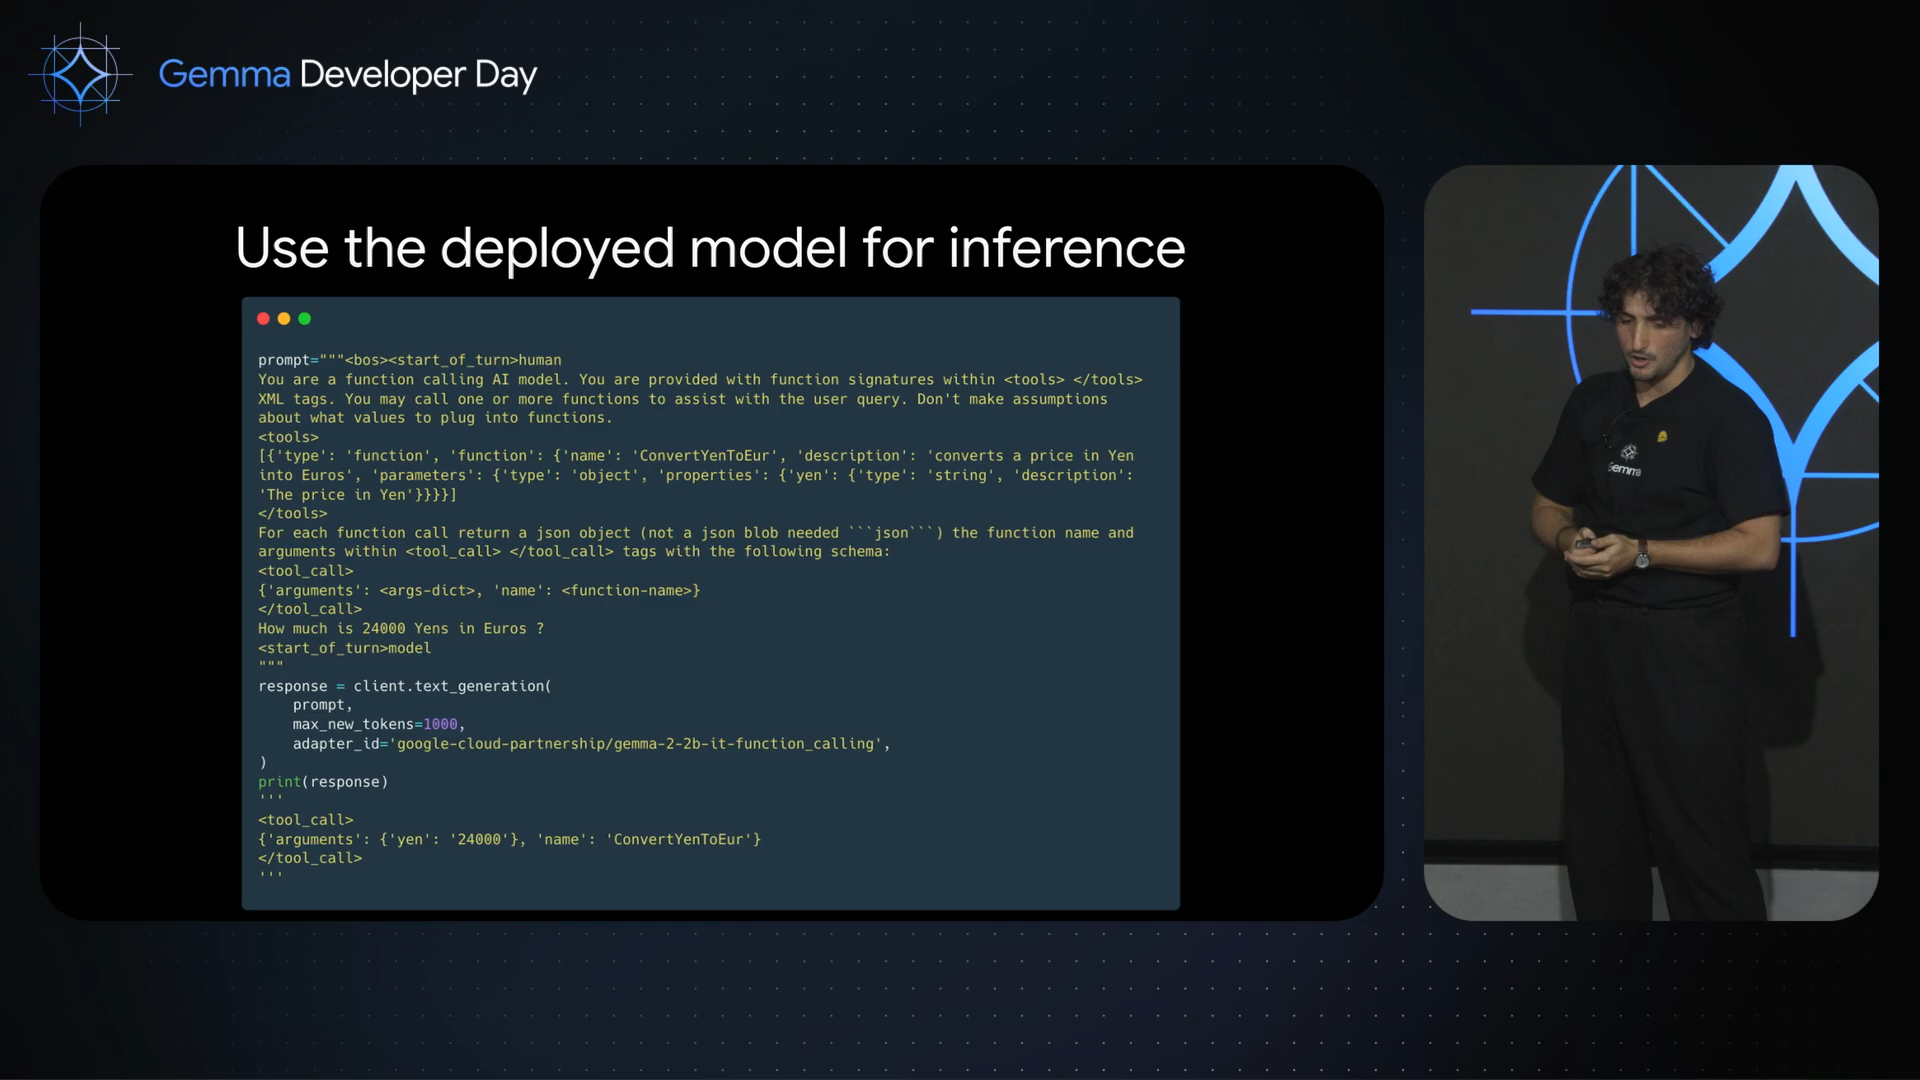 Gemma Developer Day
Use the deployed model for inference
prompt="""<bos><start_of_turn>human
You are a function calling AI model. You are provided with function signatures within <tools> </tools>
XML tags. You may call one or more functions to assist with the user query. Don't make assumptions
about what values to plug into functions.
<tools>
[{'type': 'function', 'function': {'name': 'ConvertYenToEur', 'description': 'converts a price in Yen
into Euros', 'parameters': {'type': 'object', 'properties': {'yen': {'type': 'string', 'description':
'The price in Yen'}}}}]
</tools>
For each function call return a json object (not a json blob needed ```json```) the function name and
arguments within <tool_call> </tool_call> tags with the following schema:
<tool_call>
{'arguments': <args-dict>, 'name': <function-name>}
</tool_call>
How much is 24000 Yens in Euros ?
<start_of_turn>model
"""
response = client.text_generation(
    prompt,
    max_new_tokens=1000,
    adapter_id='google-cloud-partnership/gemma-2-2b-it-function_calling',
)
print(response)
'''
<tool_call>
{'arguments': {'yen': '24000'}, 'name': 'ConvertYenToEur'}
</tool_call>
'''
Gemma